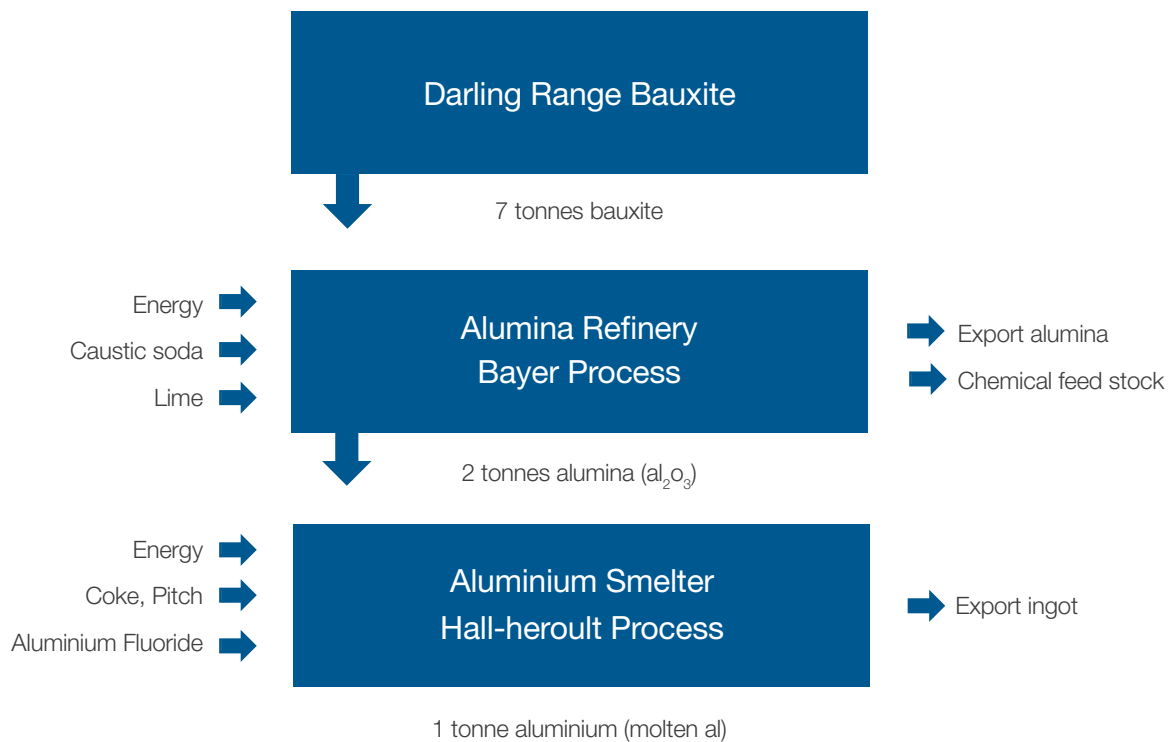 Darling Range Bauxite
7 tonnes bauxite
Energy
Caustic soda
Lime
Alumina Refinery
Bayer Process
Export alumina
Chemical feed stock
2 tonnes alumina (al₂o₃)
Energy
Coke, Pitch
Aluminium Fluoride
Aluminium Smelter
Hall-heroult Process
Export ingot
1 tonne aluminium (molten al)